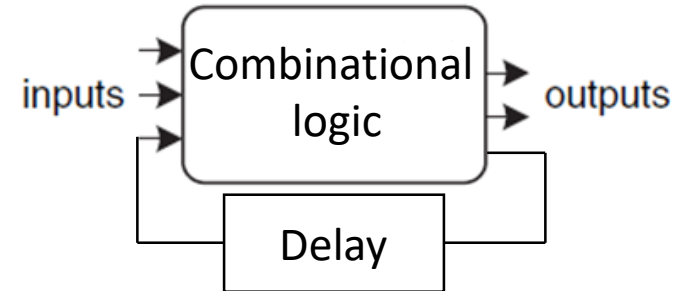 Combinational
logic
inputs
outputs
Delay